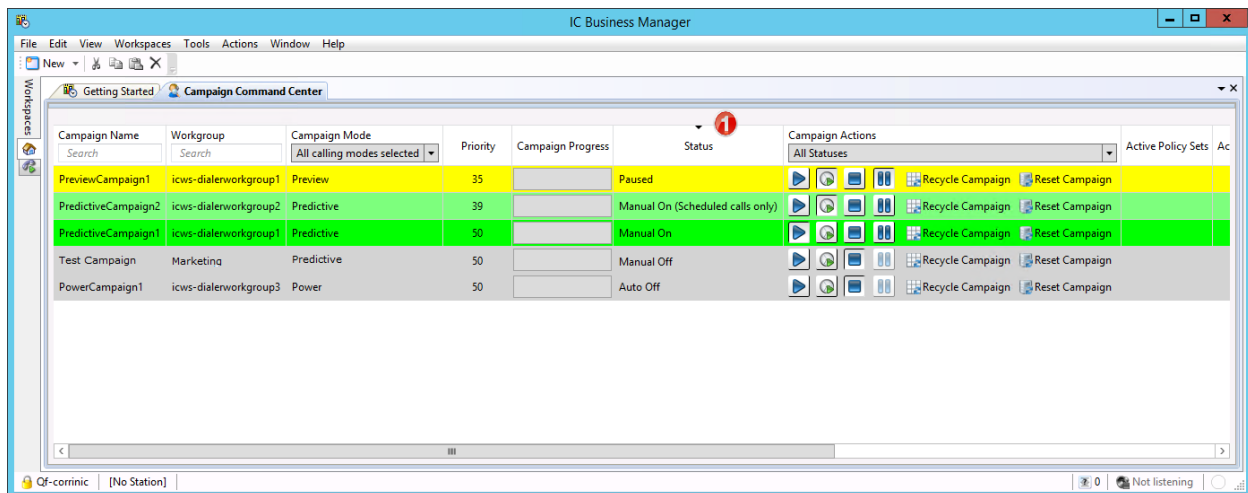 IC Business Manager
File Edit View Workspaces Tools Actions Window Help
New
Workspaces
Getting Started Campaign Command Center
1
Campaign Name Workgroup Campaign Mode Priority Campaign Progress Status Campaign Actions Active Policy Sets Ac
Search Search All calling modes selected All Statuses
PreviewCampaign1 icws-dialerworkgroup1 Preview 35 Paused Recycle Campaign Reset Campaign
PredictiveCampaign2 icws-dialerworkgroup2 Predictive 39 Manual On (Scheduled calls only) Recycle Campaign Reset Campaign
PredictiveCampaign1 icws-dialerworkgroup1 Predictive 50 Manual On Recycle Campaign Reset Campaign
Test Campaign Marketing Predictive 50 Manual Off Recycle Campaign Reset Campaign
PowerCampaign1 icws-dialerworkgroup3 Power 50 Auto Off Recycle Campaign Reset Campaign
Qf-corrinic [No Station] 0 Not listening